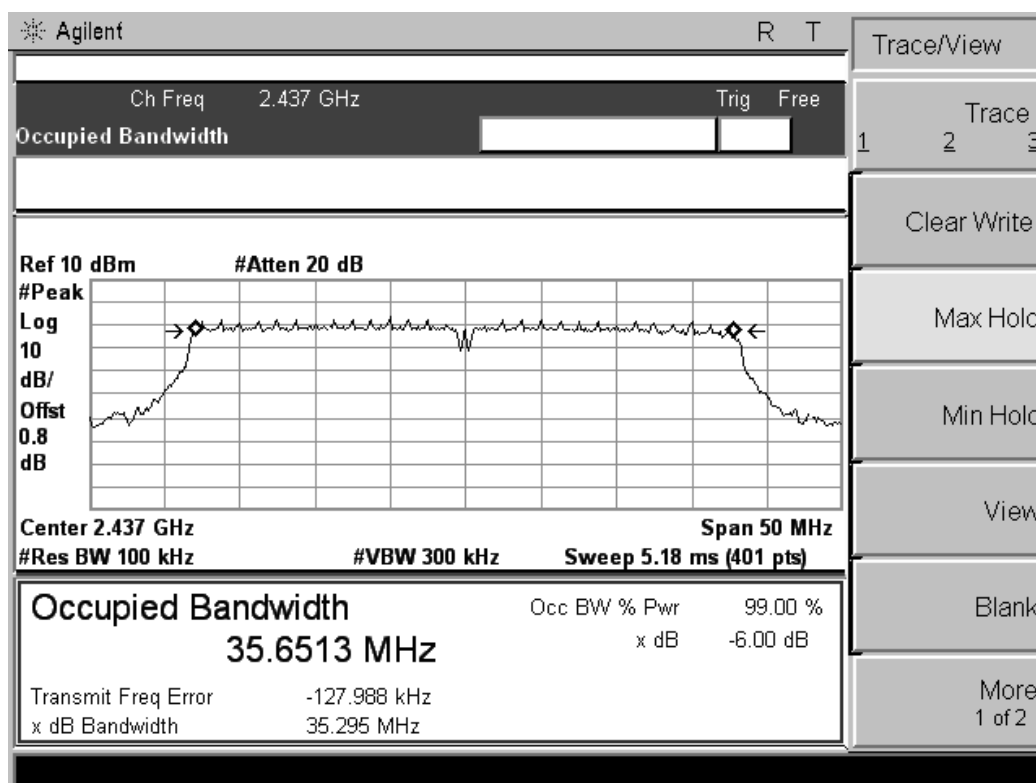 Agilent R T
Trace/View
Ch Freq 2.437 GHz Trig Free
Occupied Bandwidth
Trace
1 2 3
Clear Write
Max Hold
Min Hold
View
Blank
More
1 of 2
Ref 10 dBm #Atten 20 dB
#Peak
Log
10
dB/
Offst
0.8
dB
Center 2.437 GHz Span 50 MHz
#Res BW 100 kHz #VBW 300 kHz Sweep 5.18 ms (401 pts)
Occupied Bandwidth
35.6513 MHz
Occ BW % Pwr 99.00 %
x dB -6.00 dB
Transmit Freq Error -127.988 kHz
x dB Bandwidth 35.295 MHz